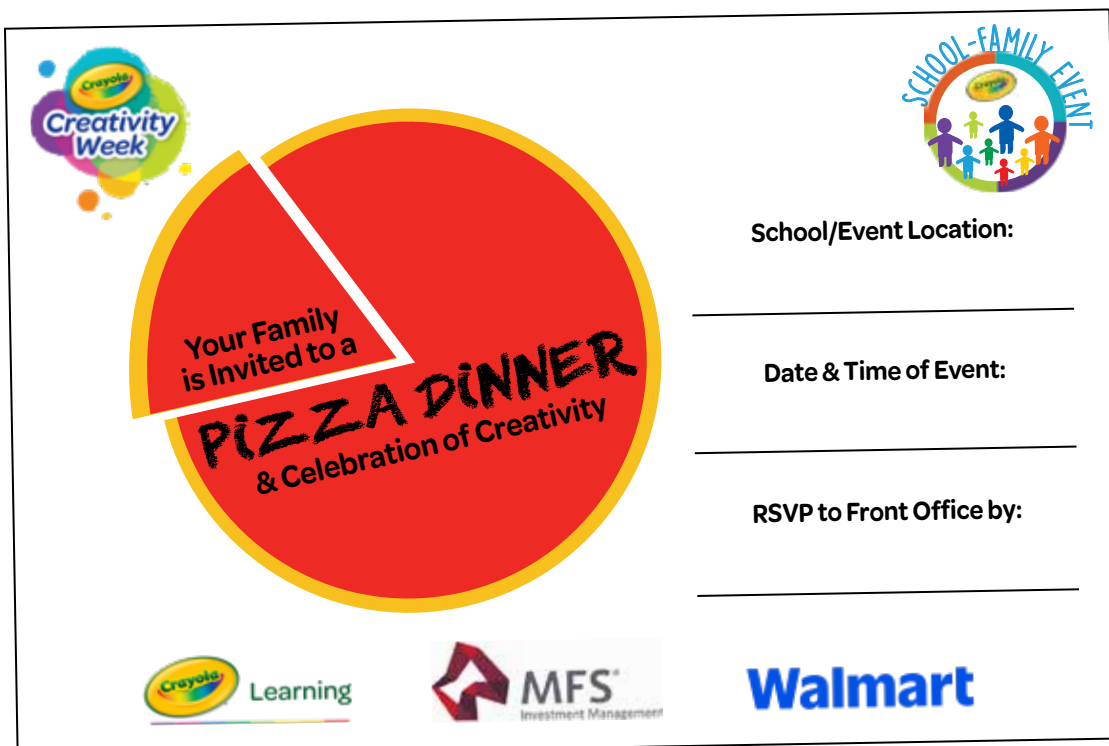 Crayola
Creativity
Week
SCHOOL-FAMILY EVENT
Crayola
Your Family
is Invited to a
PiZZA DiNNER
& Celebration of Creativity
School/Event Location:
Date & Time of Event:
RSVP to Front Office by:
Crayola Learning
MFS®
Investment Management
Walmart